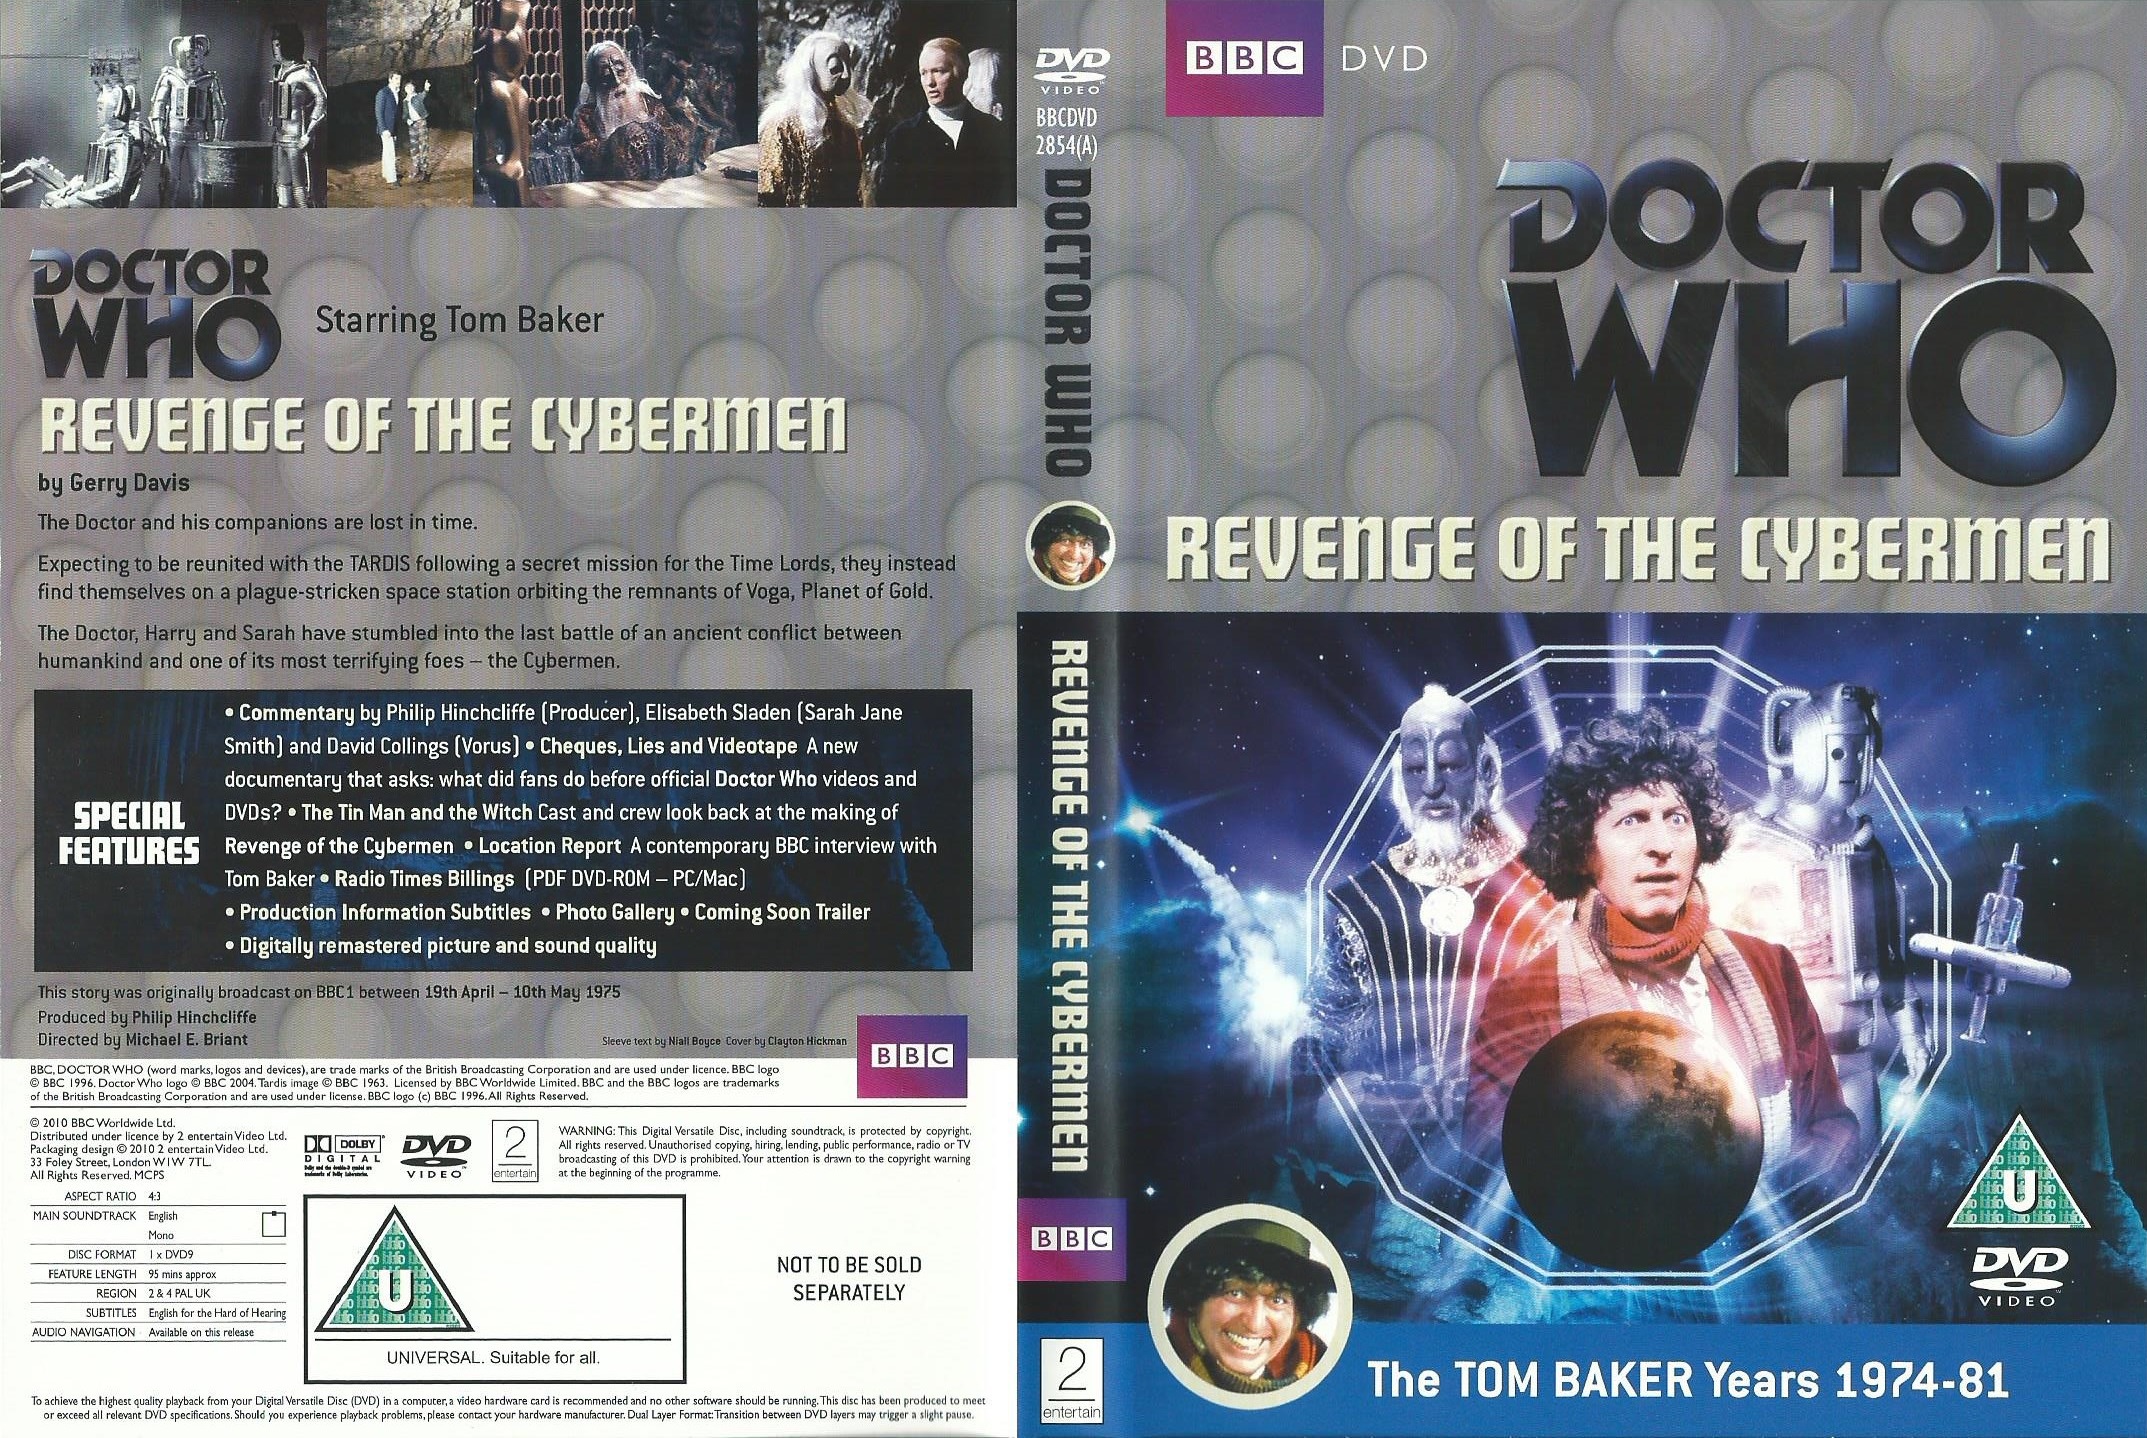 DOCTOR
WHO
Starring Tom Baker
REVENGE OF THE CYBERMEN
by Gerry Davis
The Doctor and his companions are lost in time.
Expecting to be reunited with the TARDIS following a secret mission for the Time Lords, they instead
find themselves on a plague-stricken space station orbiting the remnants of Voga, Planet of Gold.
The Doctor, Harry and Sarah have stumbled into the last battle of an ancient conflict between
humankind and one of its most terrifying foes – the Cybermen.
SPECIAL
FEATURES
• Commentary by Philip Hinchcliffe (Producer), Elisabeth Sladen (Sarah Jane
Smith) and David Collings (Vorus) • Cheques, Lies and Videotape A new
documentary that asks: what did fans do before official Doctor Who videos and
DVDs? • The Tin Man and the Witch Cast and crew look back at the making of
Revenge of the Cybermen • Location Report A contemporary BBC interview with
Tom Baker • Radio Times Billings (PDF DVD-ROM – PC/Mac)
• Production Information Subtitles • Photo Gallery • Coming Soon Trailer
• Digitally remastered picture and sound quality
This story was originally broadcast on BBC1 between 19th April – 10th May 1975
Produced by Philip Hinchcliffe
Directed by Michael E. Briant
Sleeve text by Niall Boyce Cover by Clayton Hickman
BBC
BBC, DOCTOR WHO (word marks, logos and devices), are trade marks of the British Broadcasting Corporation and are used under licence. BBC logo
© BBC 1996. Doctor Who logo © BBC 2004. Tardis image © BBC 1963. Licensed by BBC Worldwide Limited. BBC and the BBC logos are trademarks
of the British Broadcasting Corporation and are used under license. BBC logo (c) BBC 1996. All Rights Reserved.
© 2010 BBC Worldwide Ltd.
Distributed under licence by 2 entertain Video Ltd.
Packaging design © 2010 2 entertain Video Ltd.
33 Foley Street, London W1W 7TL.
All Rights Reserved. MCPS
DOLBY
DIGITAL
Dolby and the double-D symbol are
trademarks of Dolby Laboratories.
DVD
VIDEO
2
entertain
WARNING: This Digital Versatile Disc, including soundtrack, is protected by copyright.
All rights reserved. Unauthorised copying, hiring, lending, public performance, radio or TV
broadcasting of this DVD is prohibited. Your attention is drawn to the copyright warning
at the beginning of the programme.
ASPECT RATIO 4:3
MAIN SOUNDTRACK English
Mono
DISC FORMAT 1 x DVD9
FEATURE LENGTH 95 mins approx
REGION 2 & 4 PAL UK
SUBTITLES English for the Hard of Hearing
AUDIO NAVIGATION Available on this release
U
UNIVERSAL. Suitable for all.
NOT TO BE SOLD
SEPARATELY
To achieve the highest quality playback from your Digital Versatile Disc (DVD) in a computer, a video hardware card is recommended and no other software should be running. This disc has been produced to meet
or exceed all relevant DVD specifications. Should you experience playback problems, please contact your hardware manufacturer. Dual Layer Format: Transition between DVD layers may trigger a slight pause.
DVD
VIDEO
BBCDVD
2854(A)
DOCTOR WHO
REVENGE OF THE CYBERMEN
BBC
2
entertain
BBC DVD
DOCTOR
WHO
REVENGE OF THE CYBERMEN
U
DVD
VIDEO
The TOM BAKER Years 1974-81